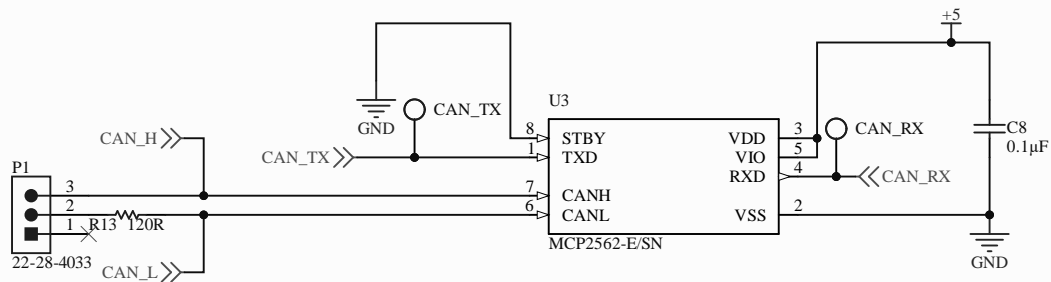 +5
U3
CAN_TX
GND
CAN_H
CAN_TX
8
STBY
VDD
3
CAN_RX
C8
0.1µF
1
TXD
VIO
5
RXD
4
CAN_RX
P1
3
7
CANH
2
6
CANL
VSS
2
1
R13
120R
MCP2562-E/SN
22-28-4033
CAN_L
GND